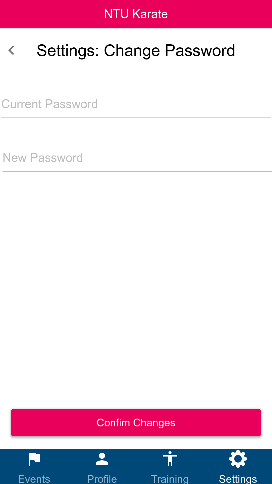 NTU Karate
Settings: Change Password
Current Password
New Password
Confirm Changes
Events Profile Training Settings